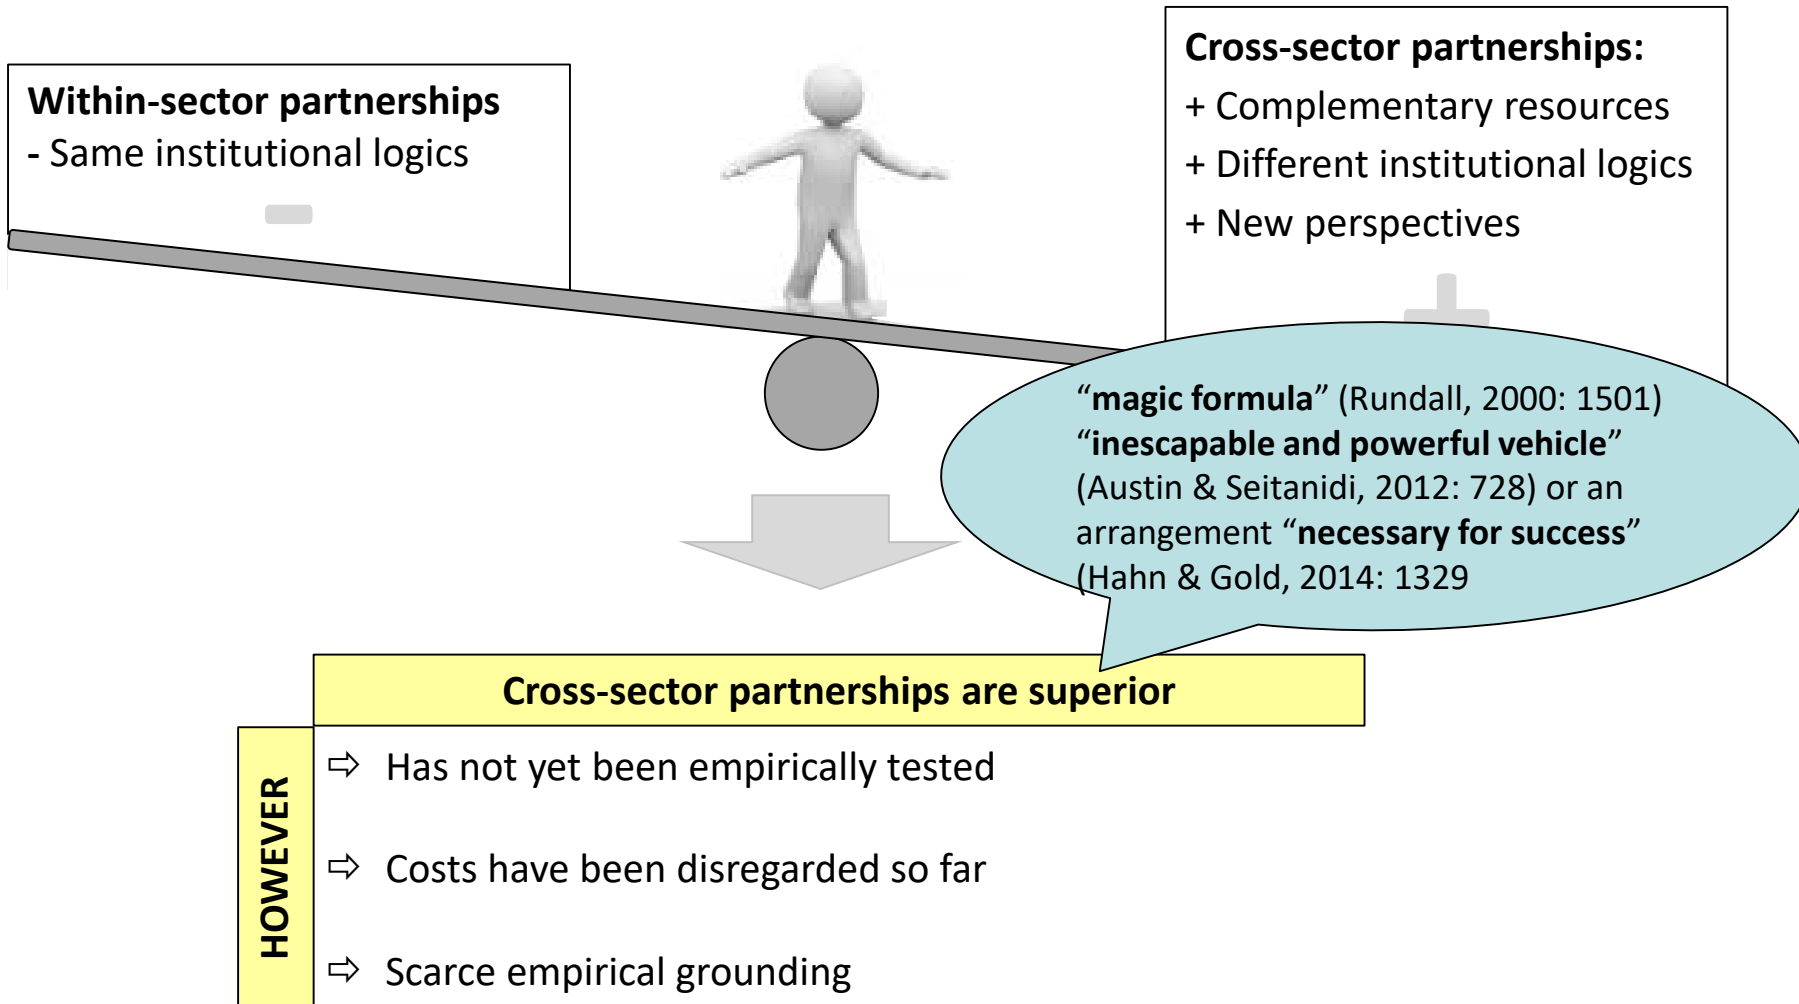 Within-sector partnerships
- Same institutional logics
Cross-sector partnerships:
+ Complementary resources
+ Different institutional logics
+ New perspectives
“magic formula” (Rundall, 2000: 1501)
“inescapable and powerful vehicle”
(Austin & Seitanidi, 2012: 728) or an
arrangement “necessary for success”
(Hahn & Gold, 2014: 1329
Cross-sector partnerships are superior
HOWEVER
⇨ Has not yet been empirically tested
⇨ Costs have been disregarded so far
⇨ Scarce empirical grounding